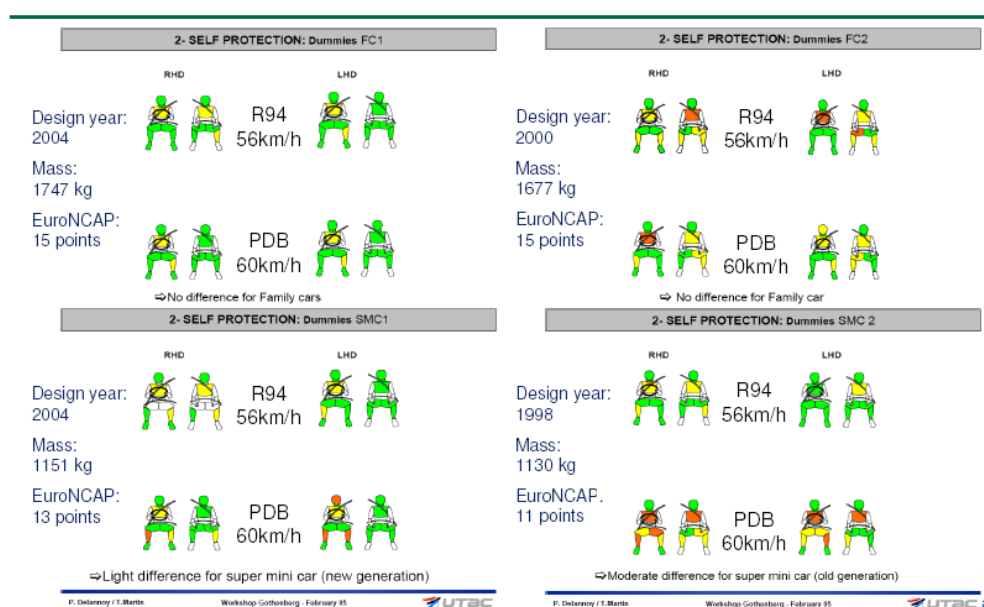 2- SELF PROTECTION: Dummies FC1
RHD
LHD
Design year:
2004
R94
56km/h
Mass:
1747 kg
EuroNCAP:
15 points
PDB
60km/h
⇨No difference for Family cars
2- SELF PROTECTION: Dummies FC2
RHD
LHD
Design year:
2000
R94
56km/h
Mass:
1677 kg
EuroNCAP:
15 points
PDB
60km/h
⇨ No difference for Family car
2- SELF PROTECTION: Dummies SMC1
RHD
LHD
Design year:
2004
R94
56km/h
Mass:
1151 kg
EuroNCAP:
13 points
PDB
60km/h
⇨Light difference for super mini car (new generation)
P. Delannoy / T.Martin
Workshop Gothenberg - February 05
UTAC
2- SELF PROTECTION: Dummies SMC 2
RHD
LHD
Design year:
1998
R94
56km/h
Mass:
1130 kg
EuroNCAP.
11 points
PDB
60km/h
⇨Moderate difference for super mini car (old generation)
P. Delannoy / T.Martin
Workshop Gothenberg - February 05
UTAC